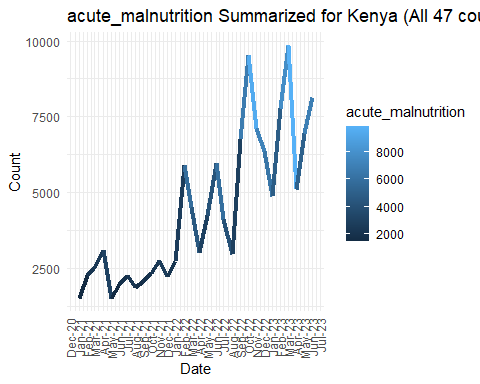 acute_malnutrition Summarized for Kenya (All 47 cou
10000
7500
5000
2500
Count
Dec-20
Jan-21
Feb-21
Mar-21
Apr-21
May-21
Jun-21
Jul-21
Aug-21
Sep-21
Oct-21
Nov-21
Dec-21
Jan-22
Feb-22
Mar-22
Apr-22
May-22
Jun-22
Jul-22
Aug-22
Sep-22
Oct-22
Nov-22
Dec-22
Jan-23
Feb-23
Mar-23
Apr-23
May-23
Jun-23
Jul-23
Date
acute_malnutrition
8000
6000
4000
2000